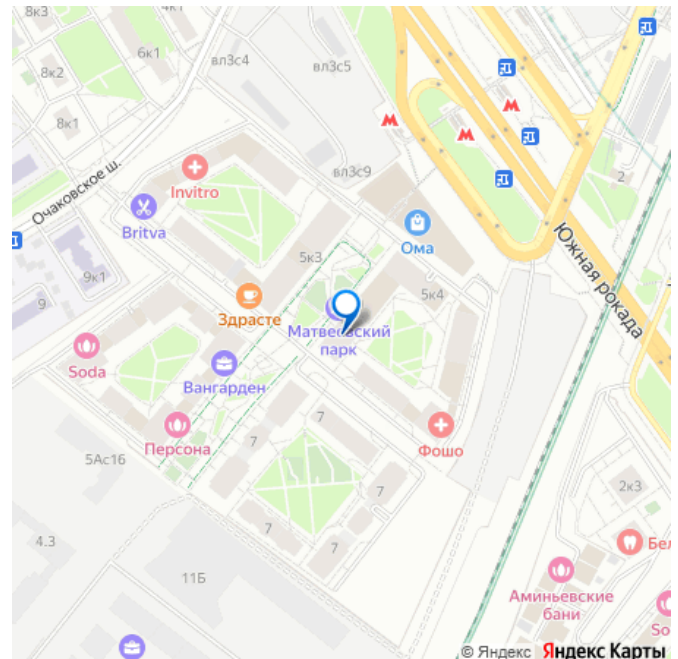 8к3
8к2
6к1
вл3с4
вл3с5
8к1
Очаковское ш.
Invitro
Britva
вл3с9
2
Ома
Южная рокада
9к1
9
5к3
5к4
Здрасте
Матвеевский
парк
Soda
Вангарден
Персона
7
Фошо
5Ас16
7
7
7
7
2к3
4.3
11Б
Бел
Аминьевские
бани
So
© Яндекс Яндекс Карты